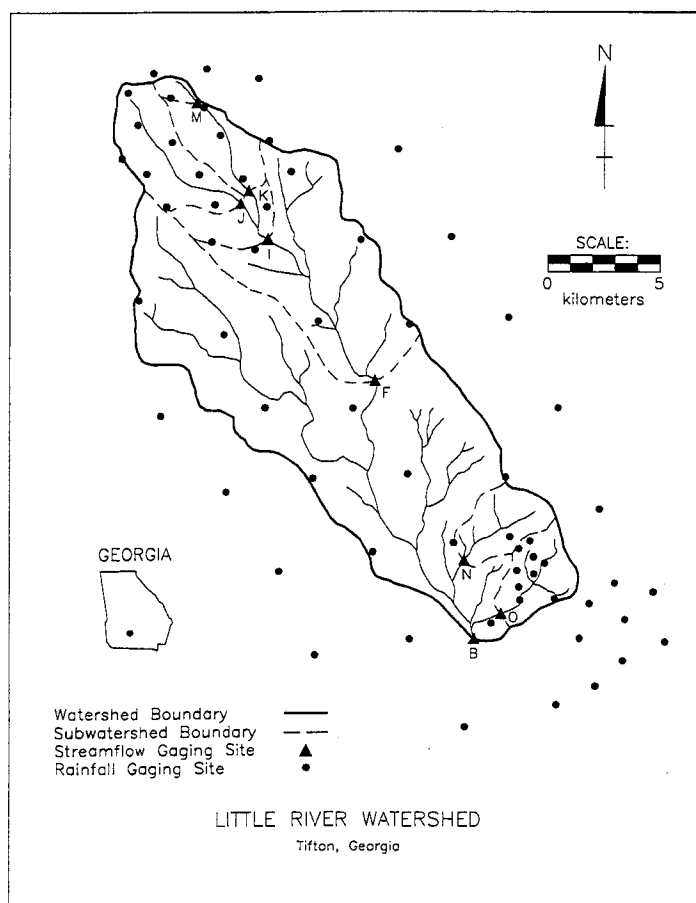 N
M
K
J
I
SCALE:
0 5
kilometers
F
N
O
B
GEORGIA
Watershed Boundary
Subwatershed Boundary
Streamflow Gaging Site
Rainfall Gaging Site
LITTLE RIVER WATERSHED
Tifton, Georgia